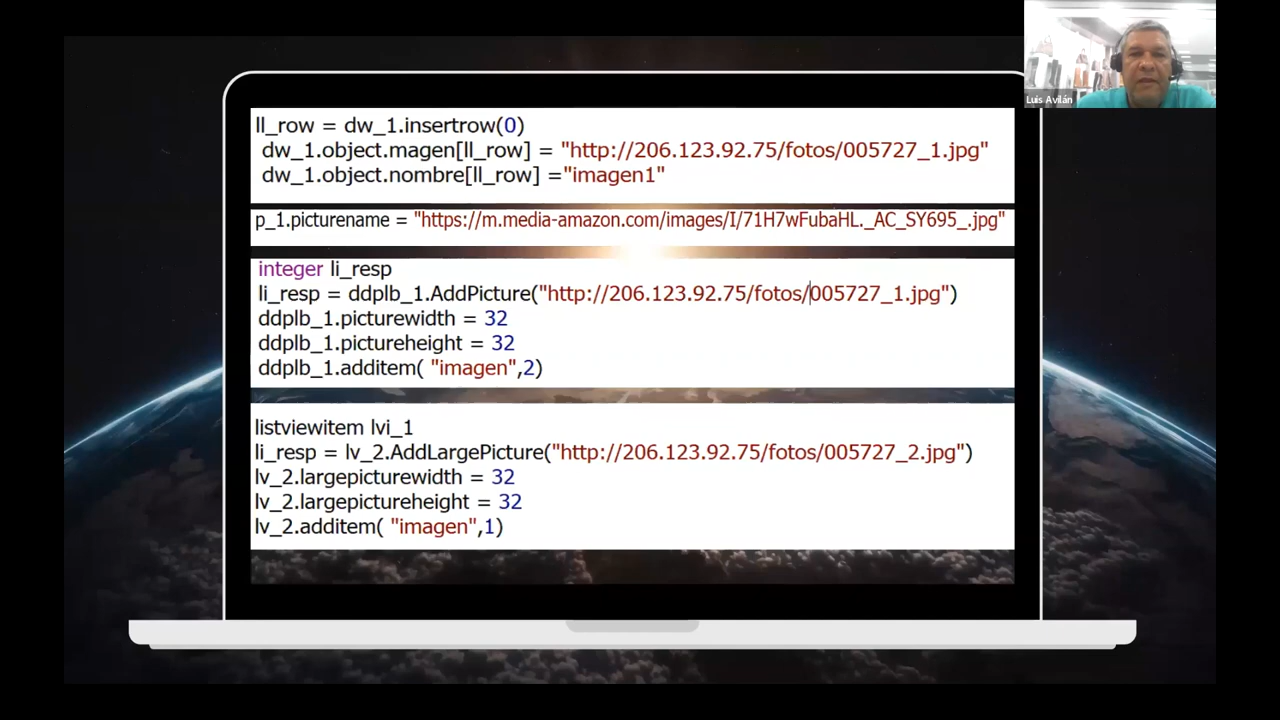 Luis Avilán
ll_row = dw_1.insertrow(0)
dw_1.object.magen[ll_row] = "http://206.123.92.75/fotos/005727_1.jpg"
dw_1.object.nombre[ll_row] ="imagen1"
p_1.picturename = "https://m.media-amazon.com/images/I/71H7wFubaHL._AC_SY695_.jpg"
integer li_resp
li_resp = ddplb_1.AddPicture("http://206.123.92.75/fotos/005727_1.jpg")
ddplb_1.picturewidth = 32
ddplb_1.pictureheight = 32
ddplb_1.additem( "imagen",2)
listviewitem lvi_1
li_resp = lv_2.AddLargePicture("http://206.123.92.75/fotos/005727_2.jpg")
lv_2.largepicturewidth = 32
lv_2.largepictureheight = 32
lv_2.additem( "imagen",1)